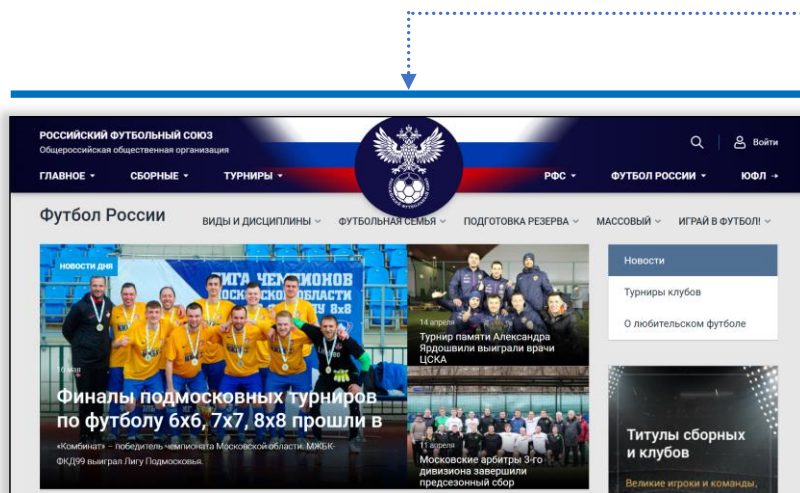 РОССИЙСКИЙ ФУТБОЛЬНЫЙ СОЮЗ
Общероссийская общественная организация
Войти
ГЛАВНОЕ
СБОРНЫЕ
ТУРНИРЫ
РФС
ФУТБОЛ РОССИИ
ЮФЛ →
Футбол России
ВИДЫ И ДИСЦИПЛИНЫ
ФУТБОЛЬНАЯ СЕМЬЯ
ПОДГОТОВКА РЕЗЕРВА
МАССОВЫЙ
ИГРАЙ В ФУТБОЛ!
НОВОСТИ ДНЯ
ЛИГА ЧЕМПИОНОВ
МОСКОВСКОЙ ОБЛАСТИ
8х8
16 мая
Финалы подмосковных турниров
по футболу 6х6, 7х7, 8х8 прошли в
«Комбинат» – победитель чемпионата Московской области. МЖБК-
ФКД99 выиграл Лигу Подмосковья.
14 апреля
Турнир памяти Александра
Ярдошвили выиграли врачи
ЦСКА
11 апреля
Московские арбитры 3-го
дивизиона завершили
предсезонный сбор
Новости
Турниры клубов
О любительском футболе
Титулы сборных
и клубов
Великие игроки и команды,